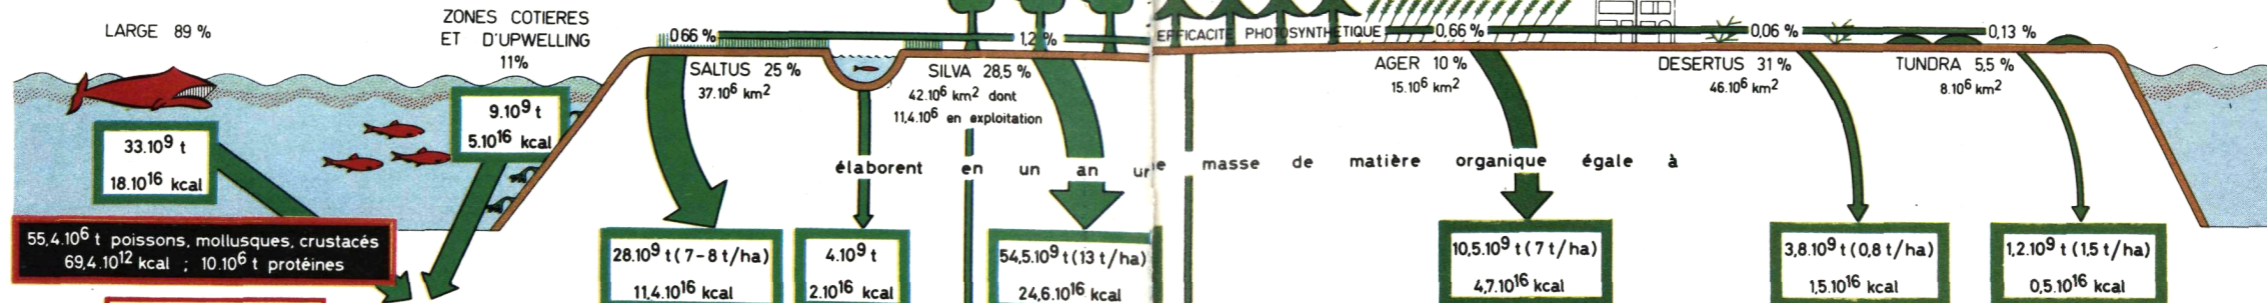 LARGE 89 %
ZONES COTIERES
ET D'UPWELLING
11%
33.10⁹ t
18.10¹⁶ kcal
9.10⁹ t
5.10¹⁶ kcal
55,4.10⁶ t poissons, mollusques, crustacés
69,4.10¹² kcal ; 10.10⁶ t protéines
0,66 %
1,2 %
EFFICACITÉ PHOTOSYNTHÉTIQUE
0,66 %
0,06 %
0,13 %
SALTUS 25 %
37.10⁶ km²
SILVA 28,5 %
42.10⁶ km² dont
11,4.10⁶ en exploitation
AGER 10 %
15.10⁶ km²
DESERTUS 31 %
46.10⁶ km²
TUNDRA 5,5 %
8.10⁶ km²
élaborent en un an une masse de matière organique égale à
28.10⁹ t ( 7-8 t/ha)
11,4.10¹⁶ kcal
4.10⁹ t
2.10¹⁶ kcal
54,5.10⁹ t (13 t/ha)
24,6.10¹⁶ kcal
10,5.10⁹ t ( 7 t/ha)
4,7.10¹⁶ kcal
3,8.10⁹ t (0,8 t/ha)
1,5.10¹⁶ kcal
1,2.10⁹ t (1,5 t/ha)
0,5.10¹⁶ kcal